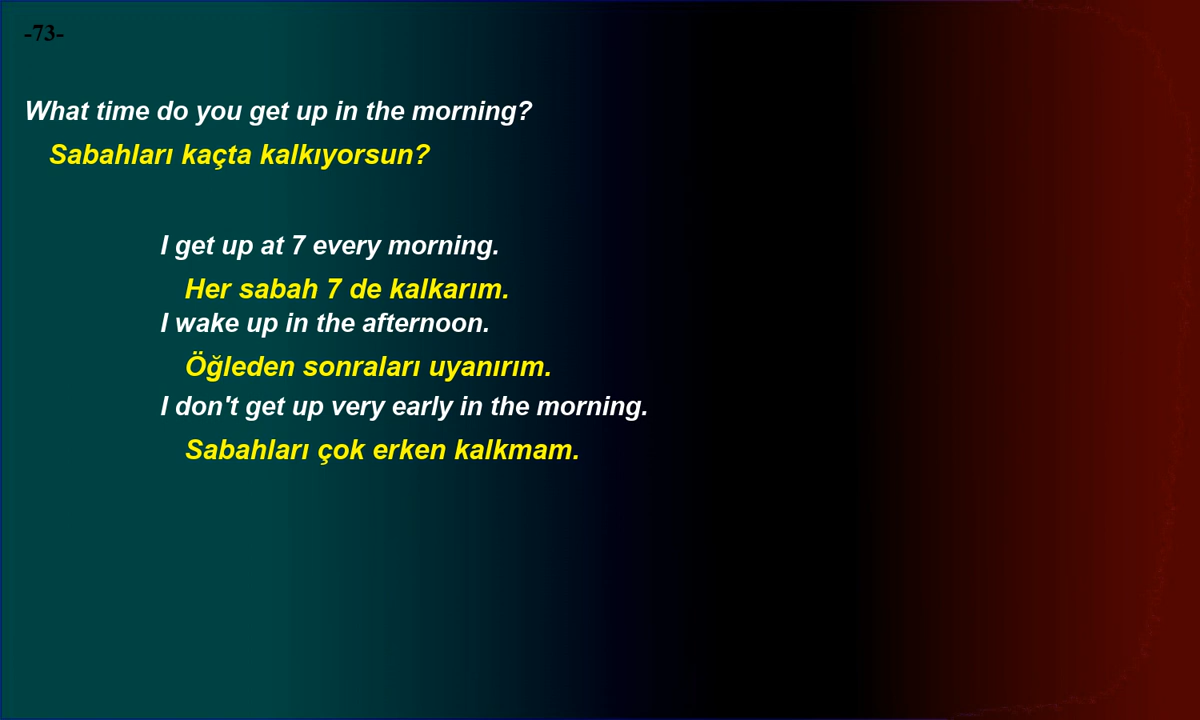 -73-
What time do you get up in the morning?
Sabahları kaçta kalkıyorsun?
I get up at 7 every morning.
Her sabah 7 de kalkarım.
I wake up in the afternoon.
Öğleden sonraları uyanırım.
I don't get up very early in the morning.
Sabahları çok erken kalkmam.